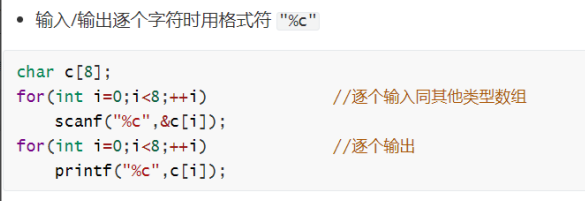 • 输入/输出逐个字符时用格式符 "%c"
char c[8];
for(int i=0;i<8;++i)                //逐个输入同其他类型数组
    scanf("%c",&c[i]);
for(int i=0;i<8;++i)                //逐个输出
    printf("%c",c[i]);